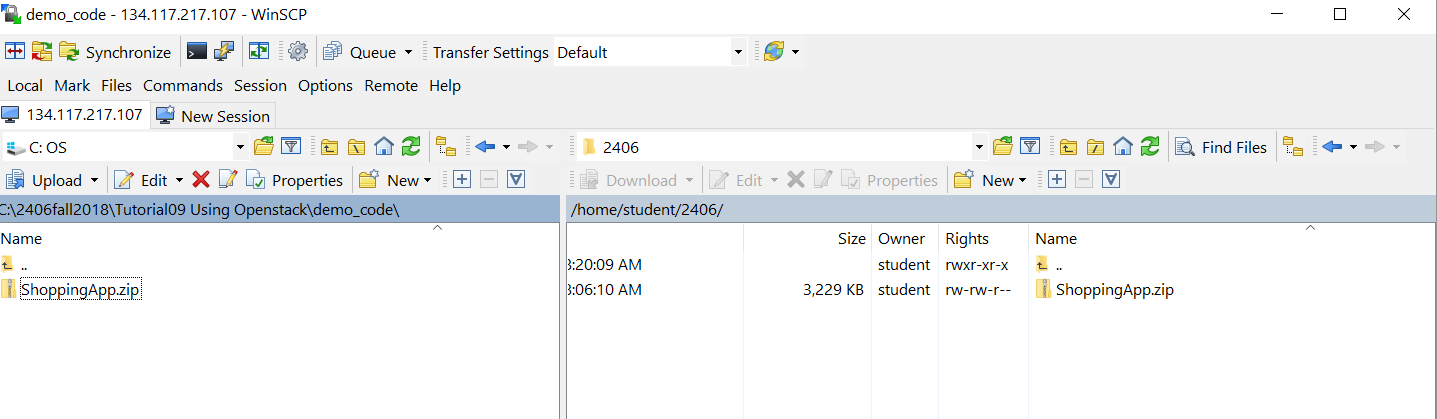 demo_code - 134.117.217.107 - WinSCP
Synchronize Queue Transfer Settings Default
Local Mark Files Commands Session Options Remote Help
134.117.217.107 New Session
C: OS 2406 Find Files
Upload Edit Properties New Download Edit Properties New
C:\2406fall2018\Tutorial09 Using Openstack\demo_code\ /home/student/2406/
Name Size Owner Rights Name
.. :20:09 AM student rwxr-xr-x ..
ShoppingApp.zip :06:10 AM 3,229 KB student rw-rw-r-- ShoppingApp.zip